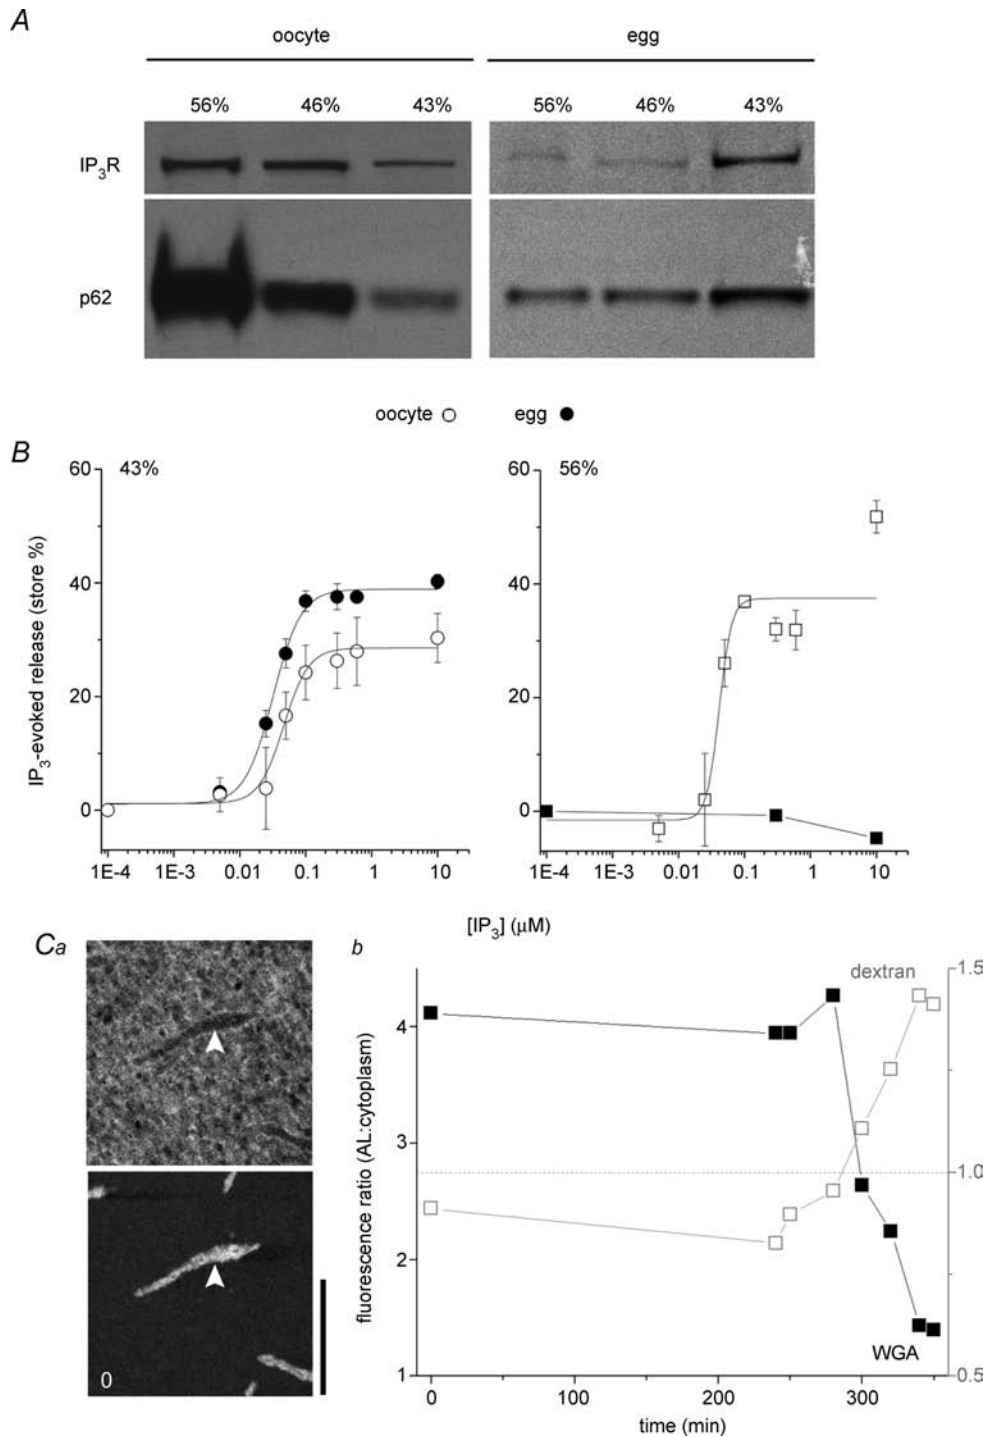 A
oocyte
egg
56% 46% 43%
56% 46% 43%
IP3R
p62
oocyte egg
B
43%
56%
60
40
20
0
60
40
20
0
IP3-evoked release (store %)
1E-4 1E-3 0.01 0.1 1 10
1E-4 1E-3 0.01 0.1 1 10
[IP3] (μM)
Ca
b
0
dextran
1.5
4
3
1.0
2
WGA
1
0.5
fluorescence ratio (AL:cytoplasm)
0 100 200 300
time (min)